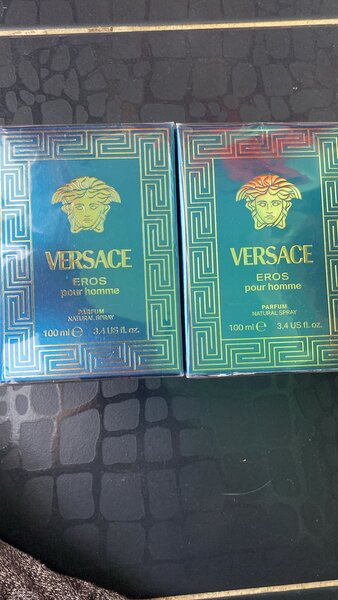 VERSACE
EROS
pour homme
PARFUM
NATURAL SPRAY
100 ml ℮ 3.4 US fl. oz.
VERSACE
EROS
pour homme
PARFUM
NATURAL SPRAY
100 ml ℮ 3.4 US fl. oz.